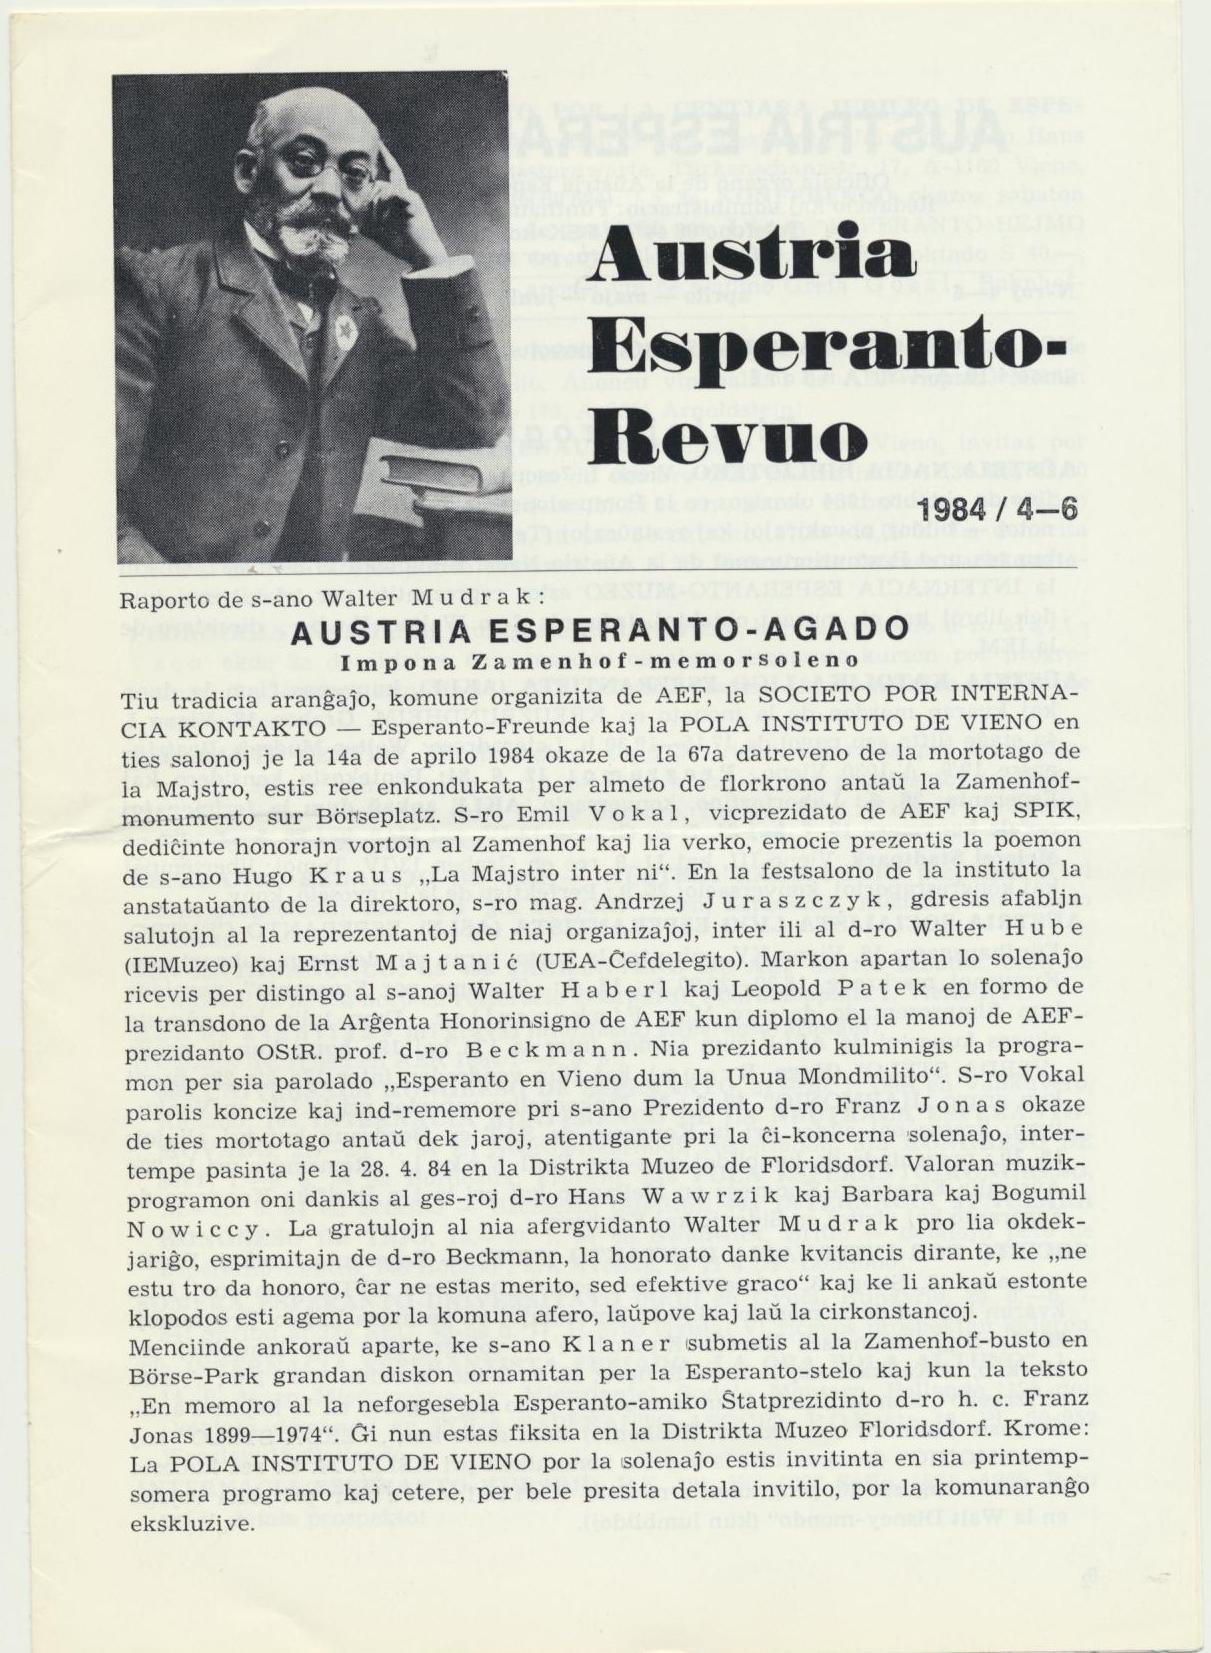 Austria
Esperanto-
Revuo
1984 / 4—6
Raporto de s-ano Walter Mudrak:
AUSTRIA ESPERANTO-AGADO
Impona Zamenhof-memorsoleno
Tiu tradicia aranĝaĵo, komune organizita de AEF, la SOCIETO POR INTERNA-
CIA KONTAKTO — Esperanto-Freunde kaj la POLA INSTITUTO DE VIENO en
ties salonoj je la 14a de aprilo 1984 okaze de la 67a datreveno de la mortotago de
la Majstro, estis ree enkondukata per almeto de florkrono antaŭ la Zamenhof-
monumento sur Börseplatz. S-ro Emil Vokal, vicprezidato de AEF kaj SPIK,
dediĉinte honorajn vortojn al Zamenhof kaj lia verko, emocie prezentis la poemon
de s-ano Hugo Kraus „La Majstro inter ni“. En la festsalono de la instituto la
anstataŭanto de la direktoro, s-ro mag. Andrzej Juraszczyk, gdresis afabljn
salutojn al la reprezentantoj de niaj organizaĵoj, inter ili al d-ro Walter Hube
(IEMuzeo) kaj Ernst Majtanić (UEA-Ĉefdelegito). Markon apartan lo solenaĵo
ricevis per distingo al s-anoj Walter Haberl kaj Leopold Patek en formo de
la transdono de la Arĝenta Honorinsigno de AEF kun diplomo el la manoj de AEF-
prezidanto OStR. prof. d-ro Beckmann. Nia prezidanto kulminigis la progra-
mon per sia parolado „Esperanto en Vieno dum la Unua Mondmilito“. S-ro Vokal
parolis koncize kaj ind-rememore pri s-ano Prezidento d-ro Franz Jonas okaze
de ties mortotago antaŭ dek jaroj, atentigante pri la ĉi-koncerna solenaĵo, inter-
tempe pasinta je la 28. 4. 84 en la Distrikta Muzeo de Floridsdorf. Valoran muzik-
programon oni dankis al ges-roj d-ro Hans Wawrzik kaj Barbara kaj Bogumil
Nowiccy. La gratulojn al nia afergvidanto Walter Mudrak pro lia okdek-
jariĝo, esprimitajn de d-ro Beckmann, la honorato danke kvitancis dirante, ke „ne
estu tro da honoro, ĉar ne estas merito, sed efektive graco“ kaj ke li ankaŭ estonte
klopodos esti agema por la komuna afero, laŭpove kaj laŭ la cirkonstancoj.
Menciinde ankoraŭ aparte, ke s-ano Klaner submetis al la Zamenhof-busto en
Börse-Park grandan diskon ornamitan per la Esperanto-stelo kaj kun la teksto
„En memoro al la neforgesebla Esperanto-amiko Ŝtatprezidinto d-ro h. c. Franz
Jonas 1899—1974“. Ĝi nun estas fiksita en la Distrikta Muzeo Floridsdorf. Krome:
La POLA INSTITUTO DE VIENO por la solenaĵo estis invitinta en sia printemp-
somera programo kaj cetere, per bele presita detala invitilo, por la komunaranĝo
ekskluzive.